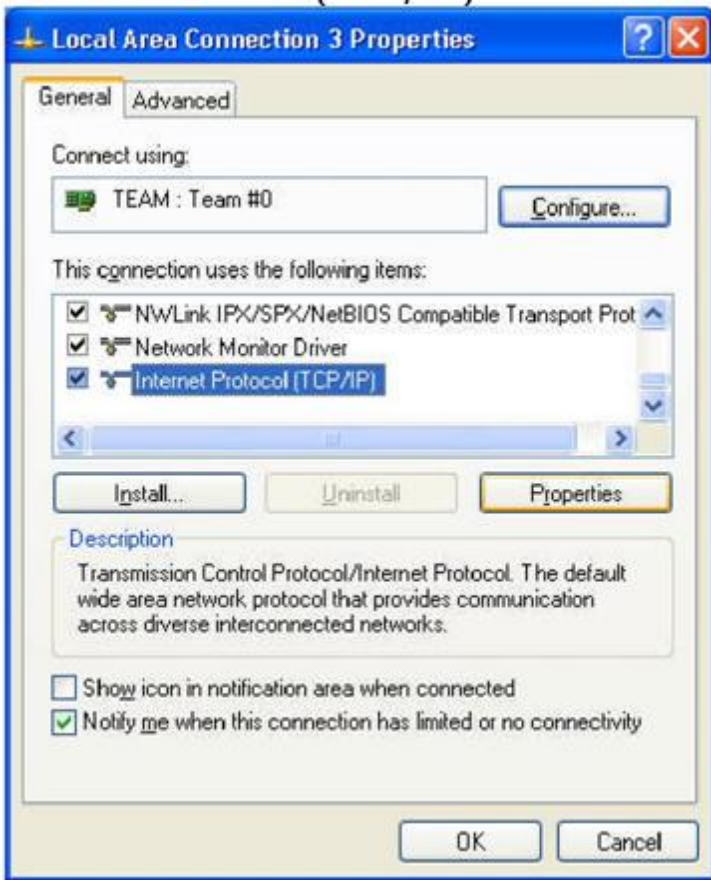 Local Area Connection 3 Properties
General Advanced
Connect using:
TEAM : Team #0
Configure...
This connection uses the following items:
NWLink IPX/SPX/NetBIOS Compatible Transport Prot
Network Monitor Driver
Internet Protocol (TCP/IP)
Install... Uninstall Properties
Description
Transmission Control Protocol/Internet Protocol. The default
wide area network protocol that provides communication
across diverse interconnected networks.
Show icon in notification area when connected
Notify me when this connection has limited or no connectivity
OK Cancel